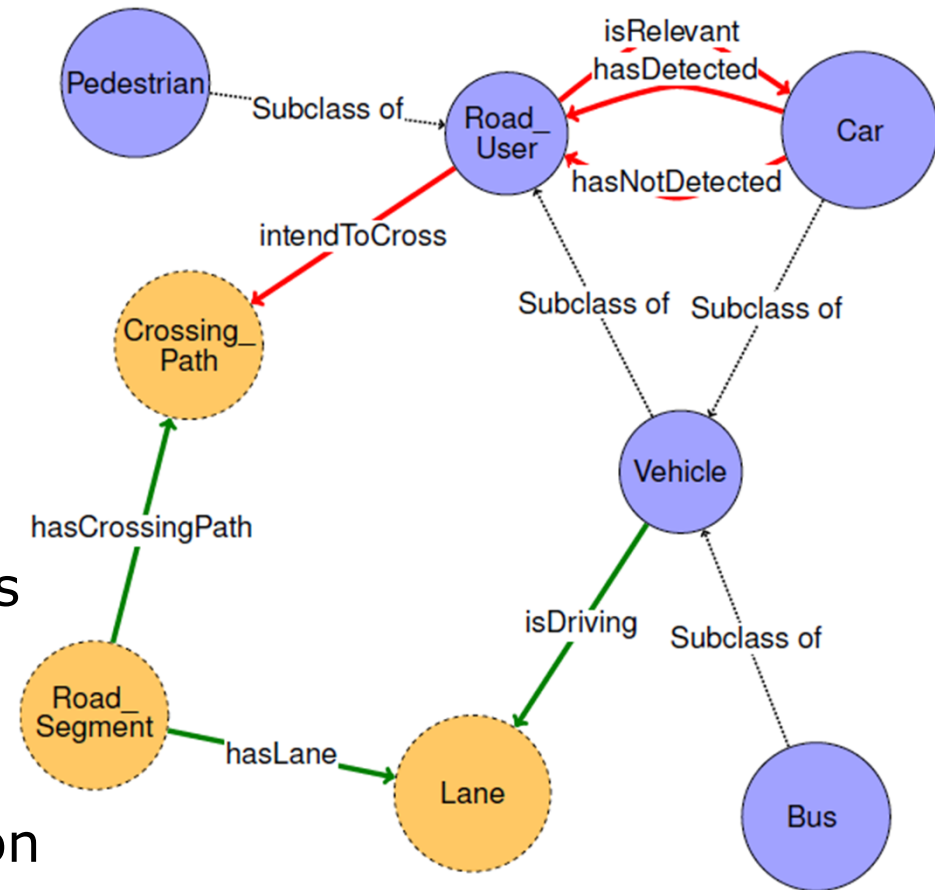 isRelevant
hasDetected
Pedestrian
Subclass of
Road_
User
Car
hasNotDetected
intendToCross
Subclass of
Subclass of
Crossing_
Path
Vehicle
hasCrossingPath
s
isDriving
Subclass of
Road_
Segment
hasLane
Lane
Bus
on